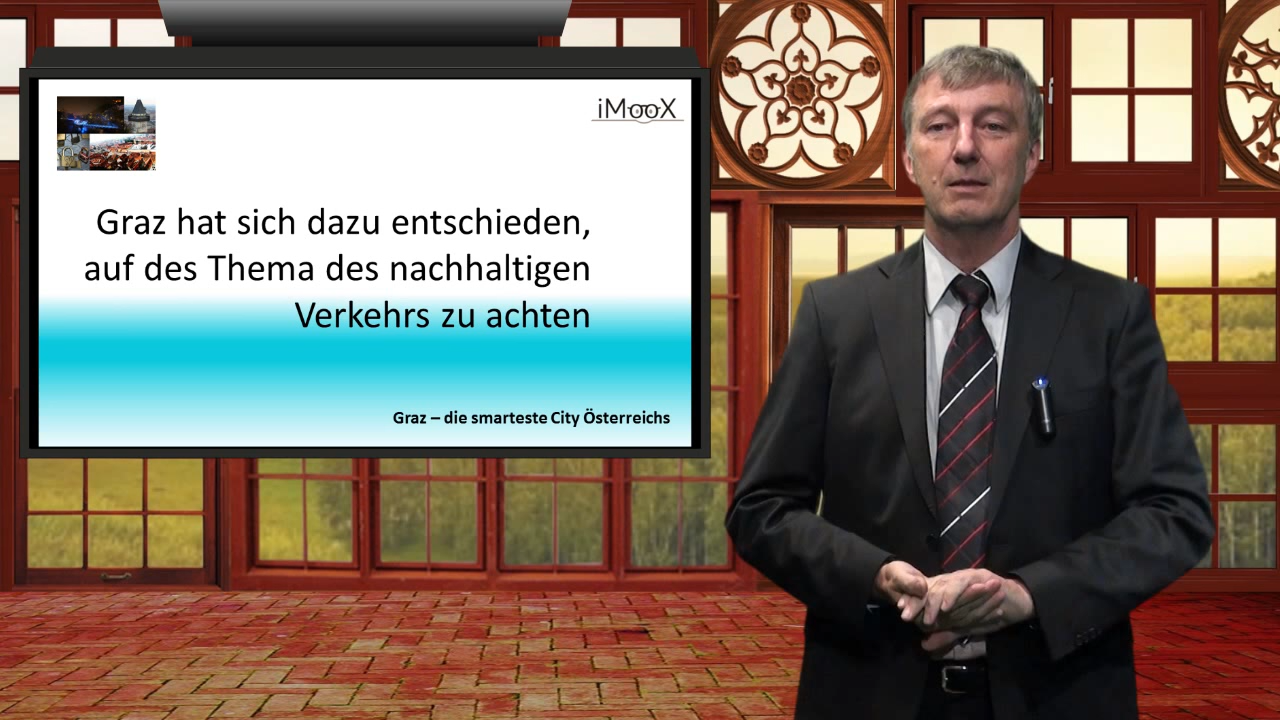 iMooX
Graz hat sich dazu entschieden,
auf des Thema des nachhaltigen
Verkehrs zu achten
Graz – die smarteste City Österreichs